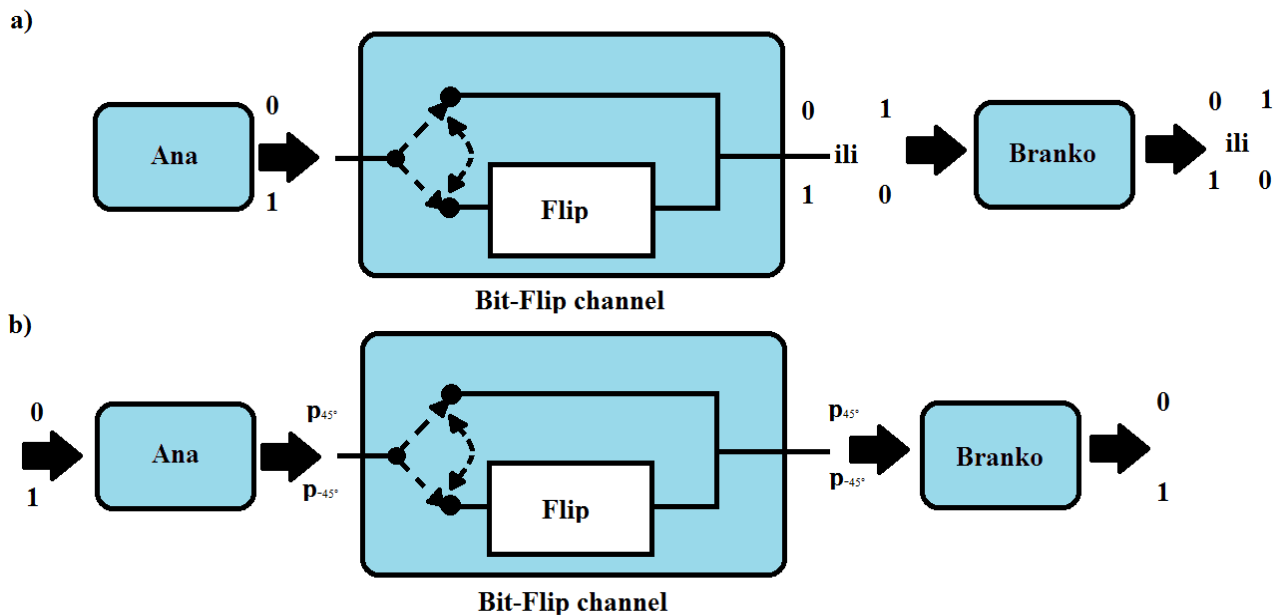 a)
0
Ana
1
Flip
0 1
ili
1 0
Branko
0 1
ili
1 0
Bit-Flip channel
b)
0
1
Ana
p45°
p-45°
Flip
p45°
p-45°
Branko
0
1
Bit-Flip channel